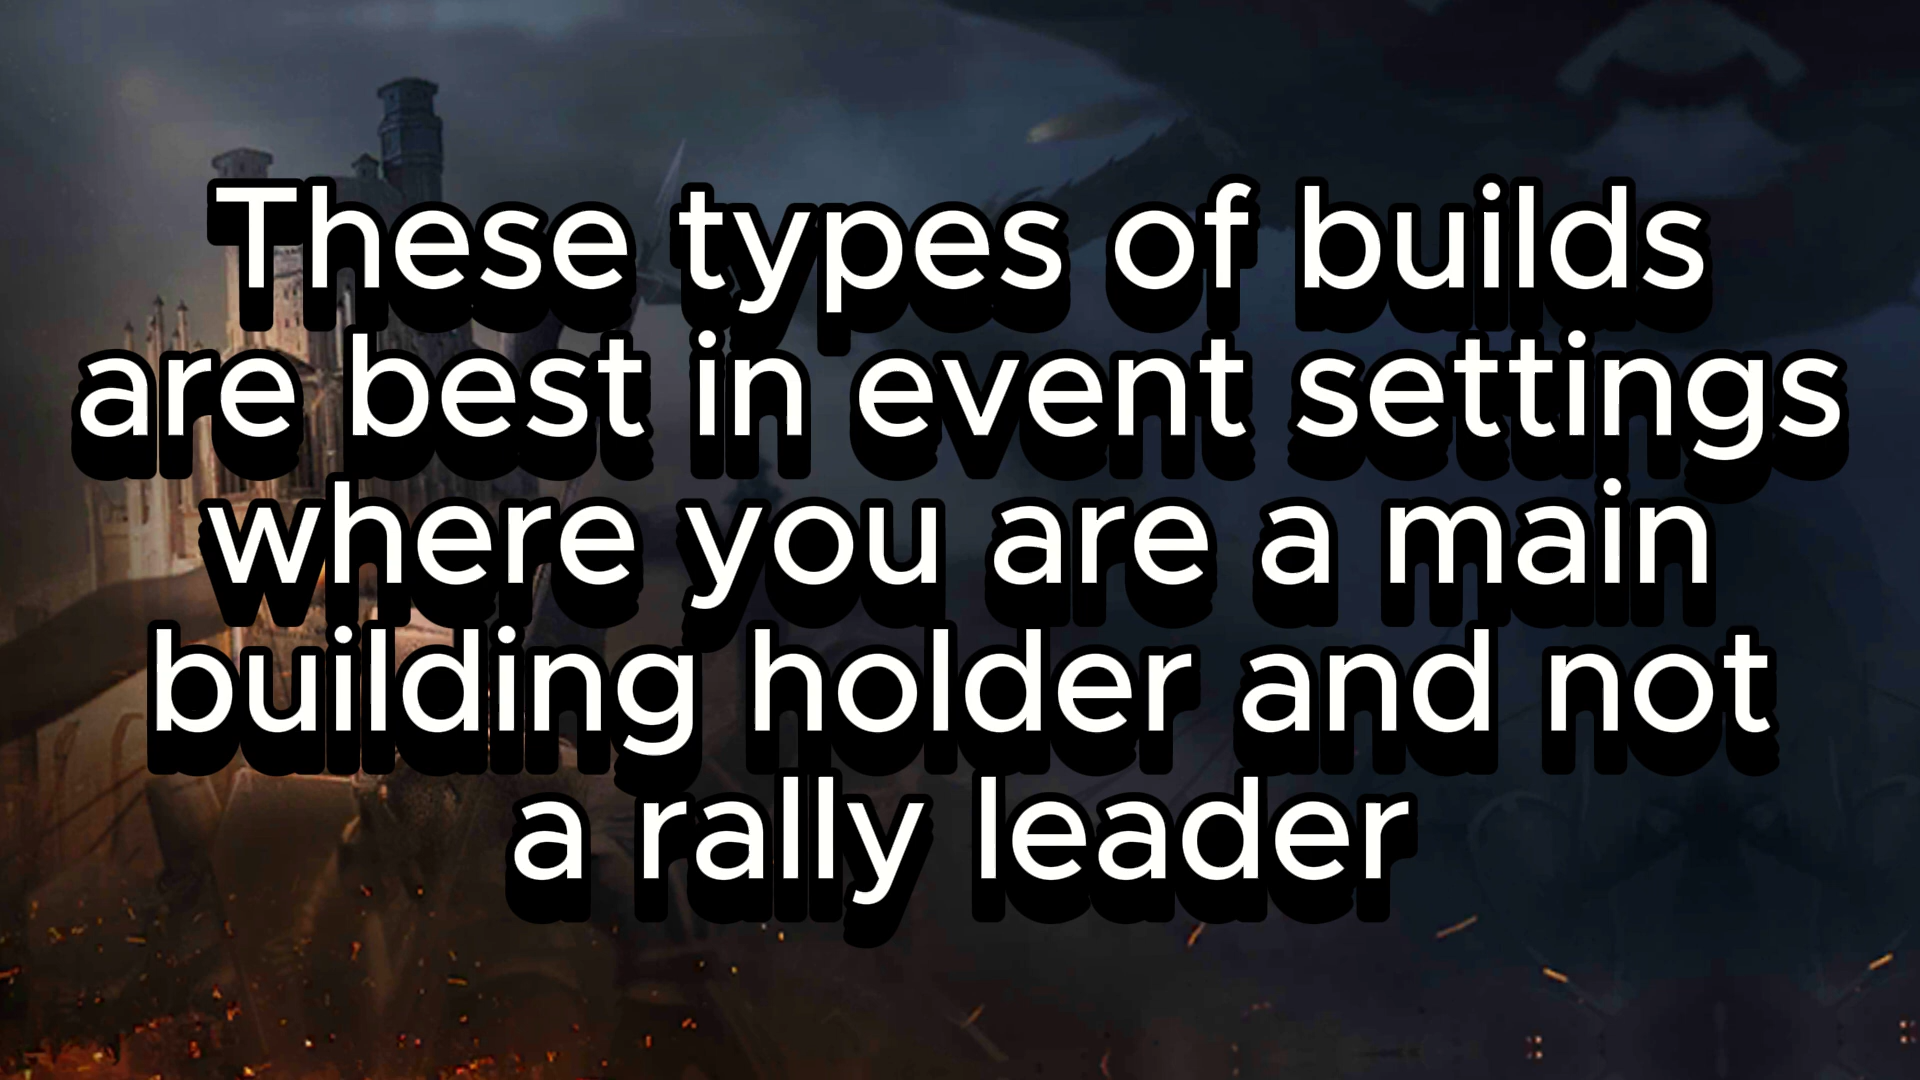 These types of builds
are best in event settings
where you are a main
building holder and not
a rally leader